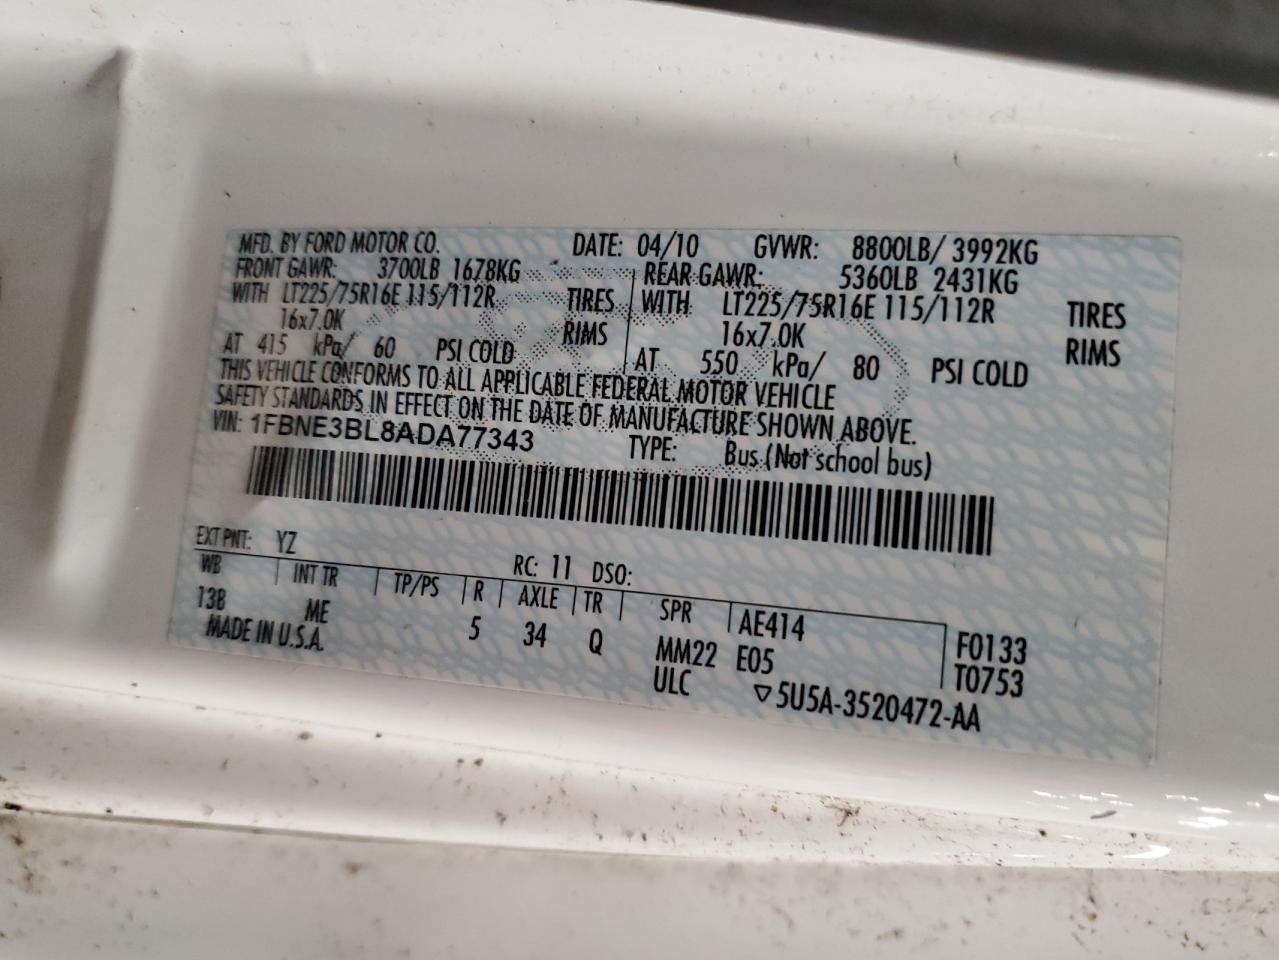 MFD. BY FORD MOTOR CO. DATE: 04/10 GVWR: 8800LB/ 3992KG
FRONT GAWR: 3700LB 1678KG REAR GAWR: 5360LB 2431KG
WITH LT225/75R16E 115/112R TIRES WITH LT225/75R16E 115/112R TIRES
16x7.0K RIMS 16x7.0K RIMS
AT 415 kPa/ 60 PSI COLD AT 550 kPa/ 80 PSI COLD
THIS VEHICLE CONFORMS TO ALL APPLICABLE FEDERAL MOTOR VEHICLE
SAFETY STANDARDS IN EFFECT ON THE DATE OF MANUFACTURE SHOWN ABOVE.
VIN: 1FBNE3BL8ADA77343 TYPE: Bus (Not school bus)
EXT PNT: YZ RC: 11 DSO:
WB INT TR TP/PS R AXLE TR SPR AE414 F0133
138 ME 5 34 Q MM22 E05 T0753
MADE IN U.S.A. ULC ▽5U5A-3520472-AA